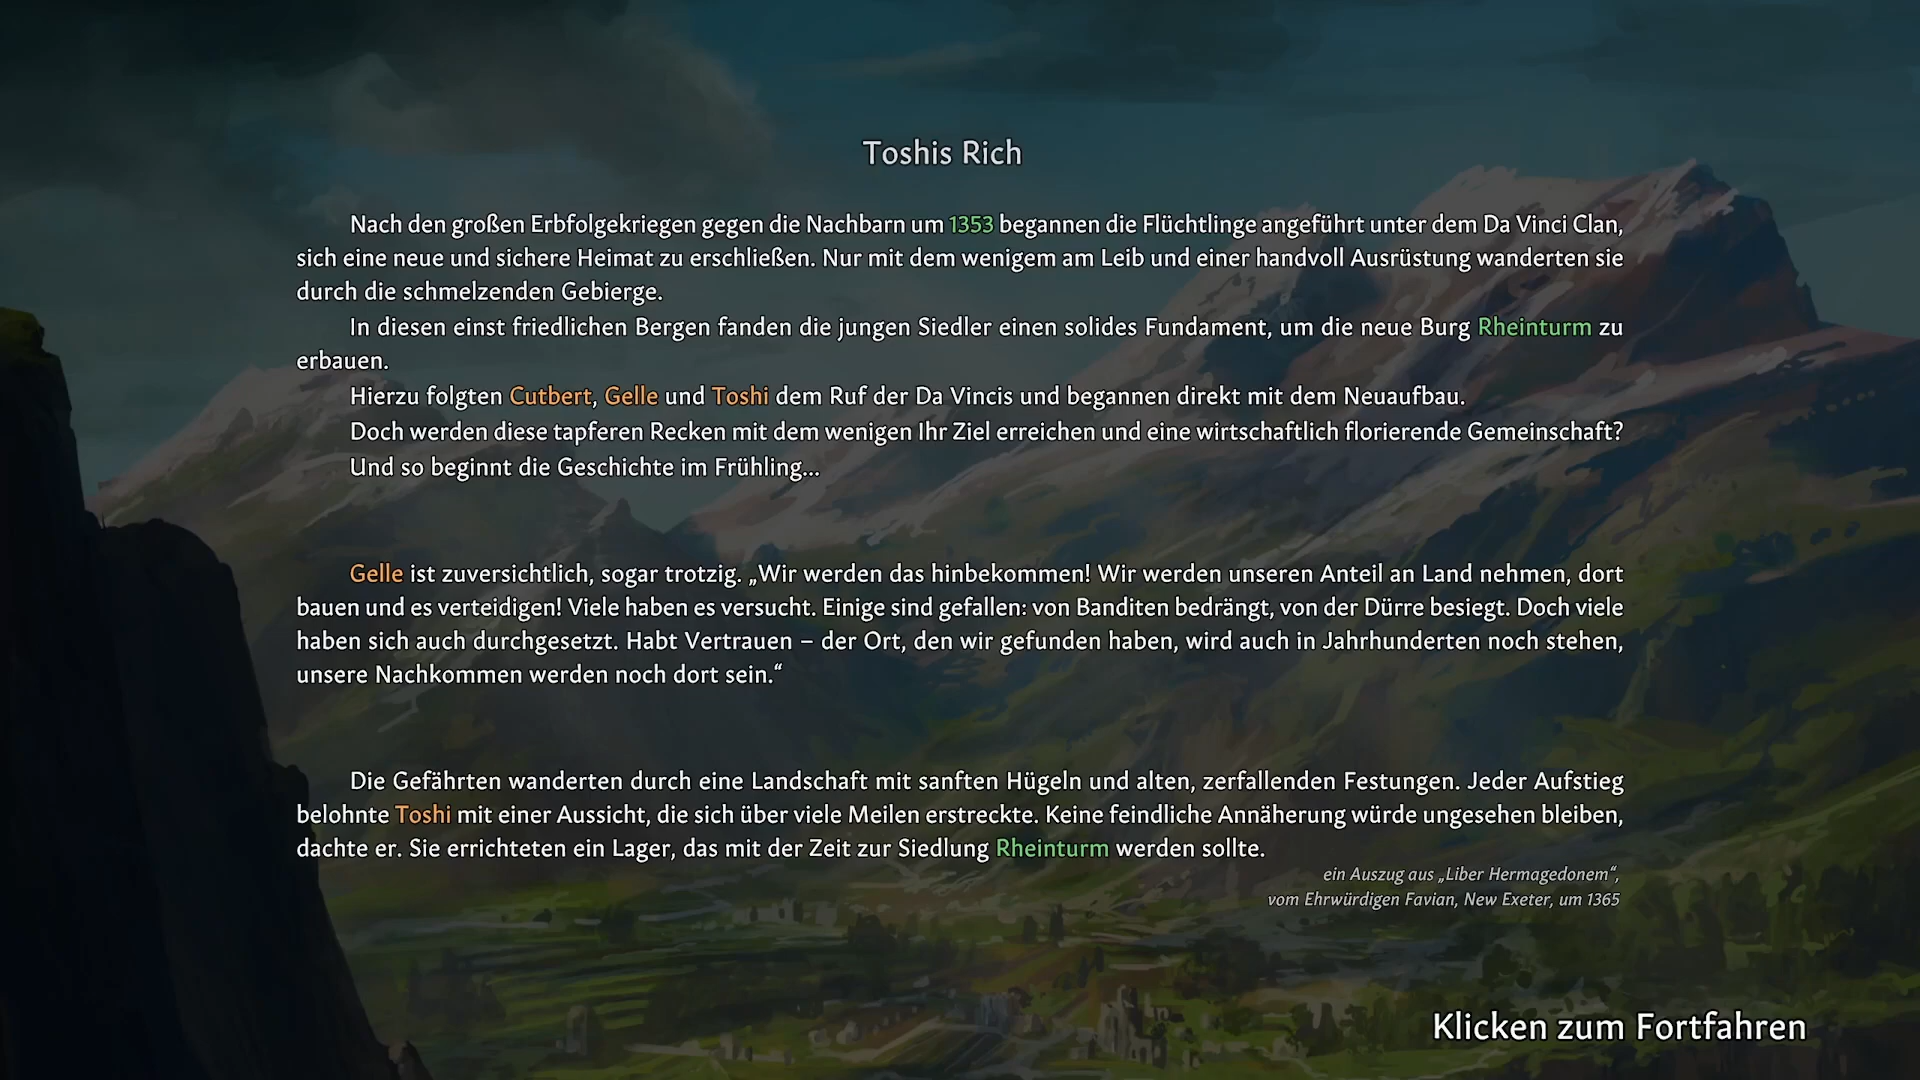 Toshis Rich
Nach den großen Erbfolgekriegen gegen die Nachbarn um 1353 begannen die Flüchtlinge angeführt unter dem Da Vinci Clan,
sich eine neue und sichere Heimat zu erschließen. Nur mit dem wenigem am Leib und einer handvoll Ausrüstung wanderten sie
durch die schmelzenden Gebierge.
In diesen einst friedlichen Bergen fanden die jungen Siedler einen solides Fundament, um die neue Burg Rheinturm zu
erbauen.
Hierzu folgten Cutbert, Gelle und Toshi dem Ruf der Da Vincis und begannen direkt mit dem Neuaufbau.
Doch werden diese tapferen Recken mit dem wenigen Ihr Ziel erreichen und eine wirtschaftlich florierende Gemeinschaft?
Und so beginnt die Geschichte im Frühling...
Gelle ist zuversichtlich, sogar trotzig. „Wir werden das hinbekommen! Wir werden unseren Anteil an Land nehmen, dort
bauen und es verteidigen! Viele haben es versucht. Einige sind gefallen: von Banditen bedrängt, von der Dürre besiegt. Doch viele
haben sich auch durchgesetzt. Habt Vertrauen – der Ort, den wir gefunden haben, wird auch in Jahrhunderten noch stehen,
unsere Nachkommen werden noch dort sein.“
Die Gefährten wanderten durch eine Landschaft mit sanften Hügeln und alten, zerfallenden Festungen. Jeder Aufstieg
belohnte Toshi mit einer Aussicht, die sich über viele Meilen erstreckte. Keine feindliche Annäherung würde ungesehen bleiben,
dachte er. Sie errichteten ein Lager, das mit der Zeit zur Siedlung Rheinturm werden sollte.
ein Auszug aus „Liber Hermagedonem“,
vom Ehrwürdigen Favian, New Exeter, um 1365
Klicken zum Fortfahren